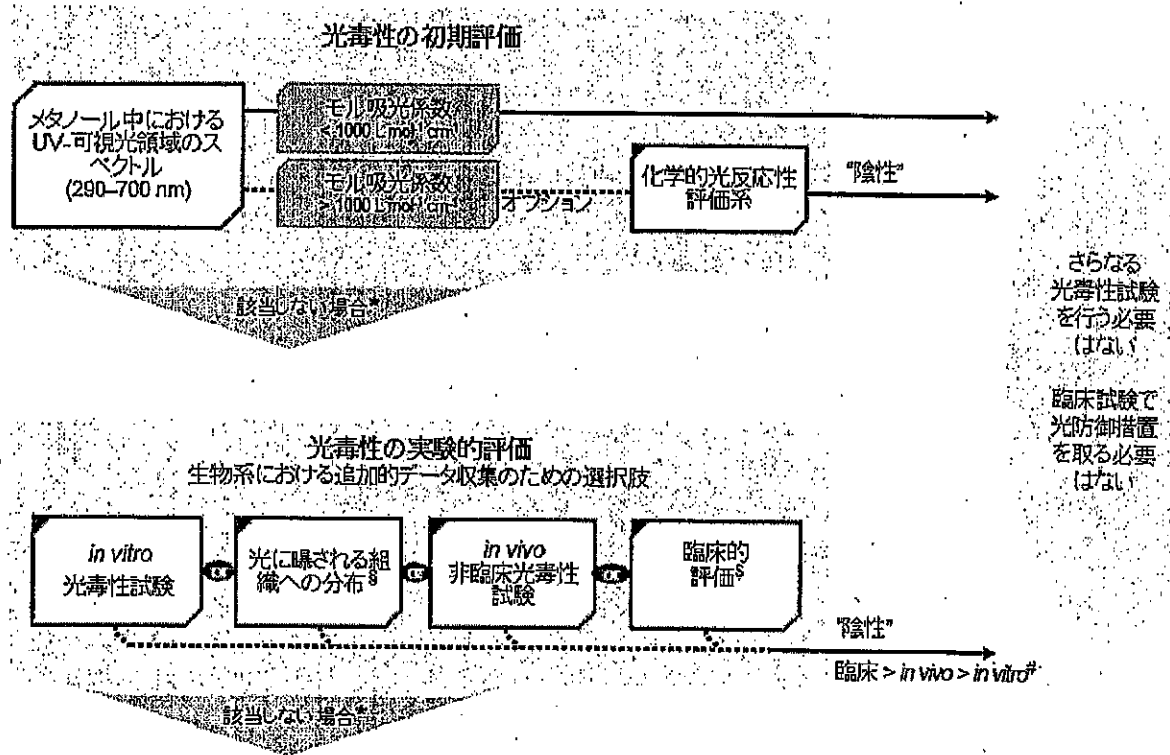 光毒性の初期評価
メタノール中における
UV-可視光領域のス
ペクトル
(290–700 nm)
モル吸光係数
< 1000 L mol⁻¹ cm⁻¹
モル吸光係数
> 1000 L mol⁻¹ cm⁻¹
オプション
化学的光反応性
評価系
"陰性"
該当しない場合*
さらなる
光毒性試験
を行う必要
はない
臨床試験で
光防御措置
を取る必要
はない
光毒性の実験的評価
生物系における追加的データ収集のための選択肢
in vitro
光毒性試験
光に曝される組
織への分布§
in vivo
非臨床光毒性
試験
臨床的
評価§
"陰性"
臨床 > in vivo > in vitro#
該当しない場合*